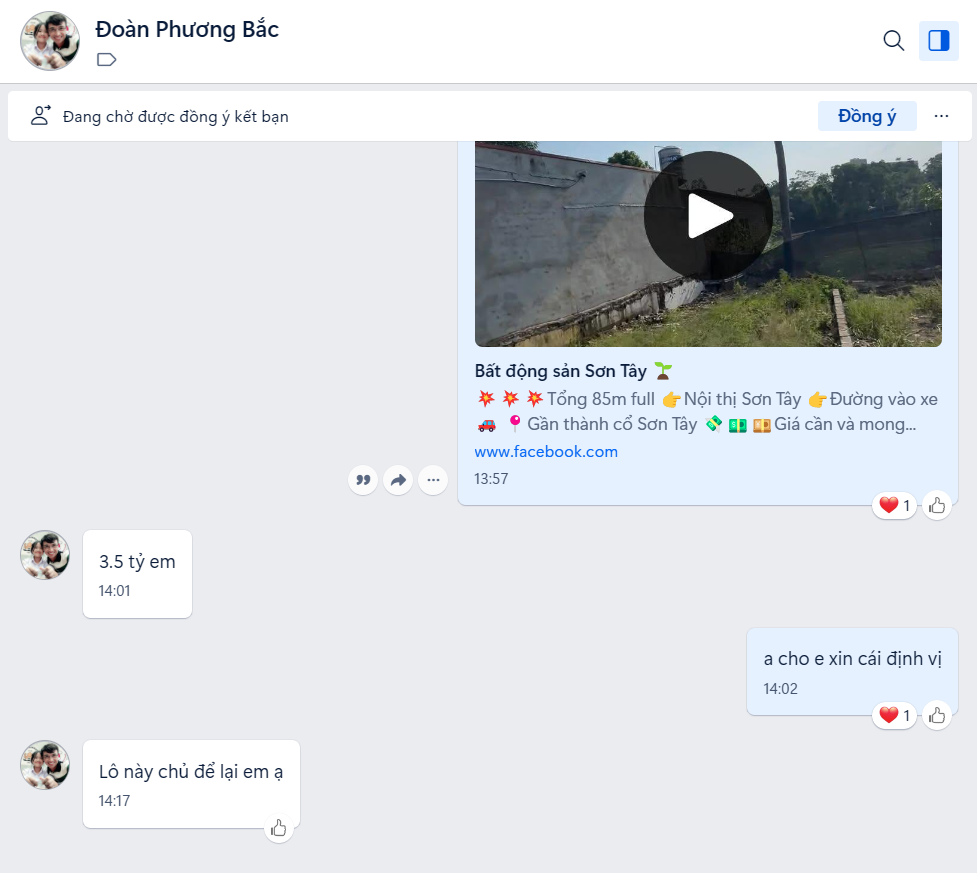 Đoàn Phương Bắc
Đang chờ được đồng ý kết bạn
Đồng ý
Bất động sản Sơn Tây 🌱
💥 💥 💥Tổng 85m full 👉Nội thị Sơn Tây 👉Đường vào xe
🚗 📍Gần thành cổ Sơn Tây 💸 💵 💴Giá cần và mong...
www.facebook.com
13:57
❤️ 1
3.5 tỷ em
14:01
a cho e xin cái định vị
14:02
❤️ 1
Lô này chủ để lại em ạ
14:17